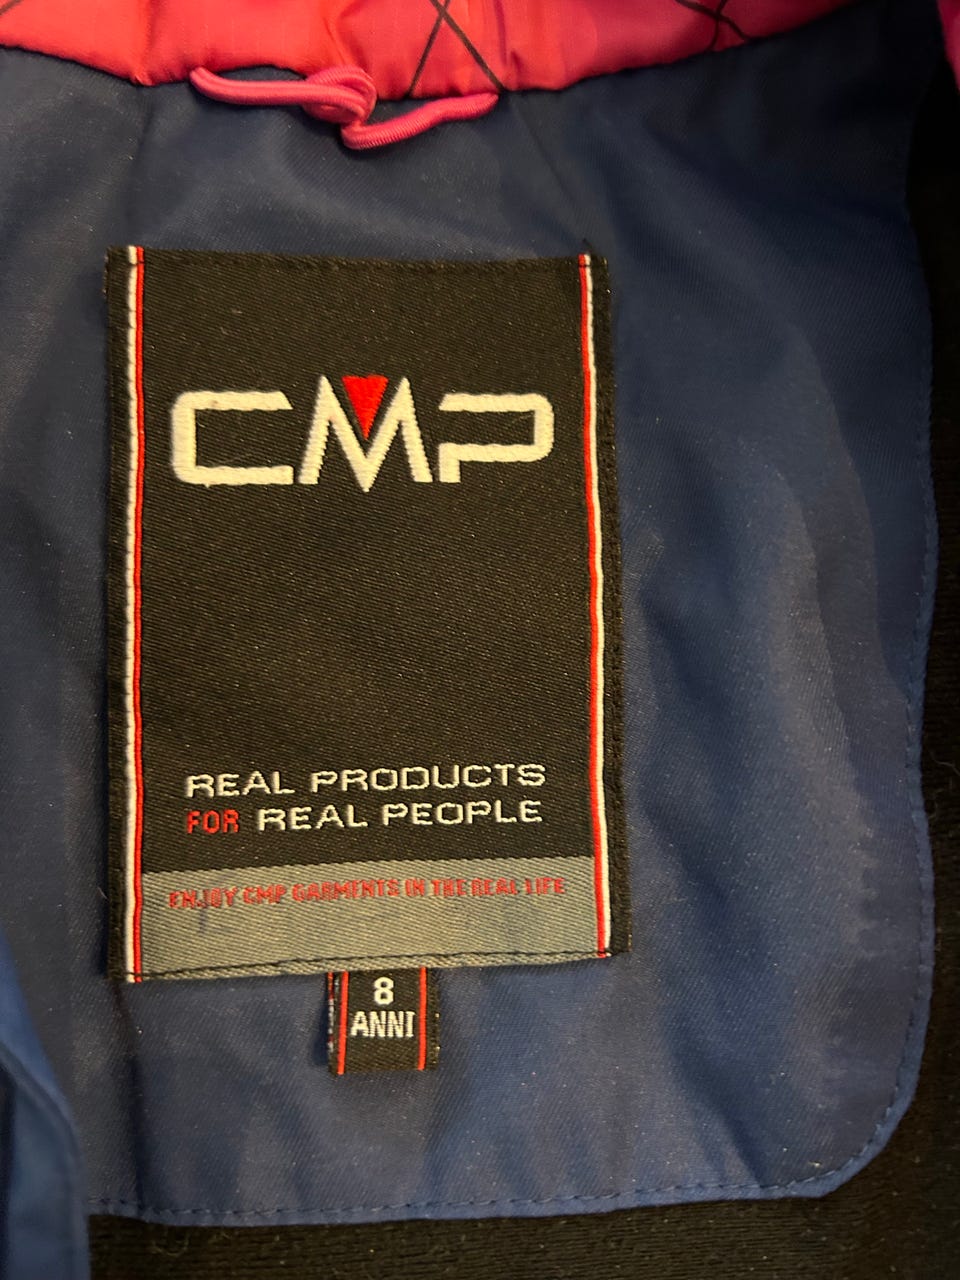 CMP
REAL PRODUCTS
FOR REAL PEOPLE
ENJOY CMP GARMENTS IN THE REAL LIFE
8
ANNI